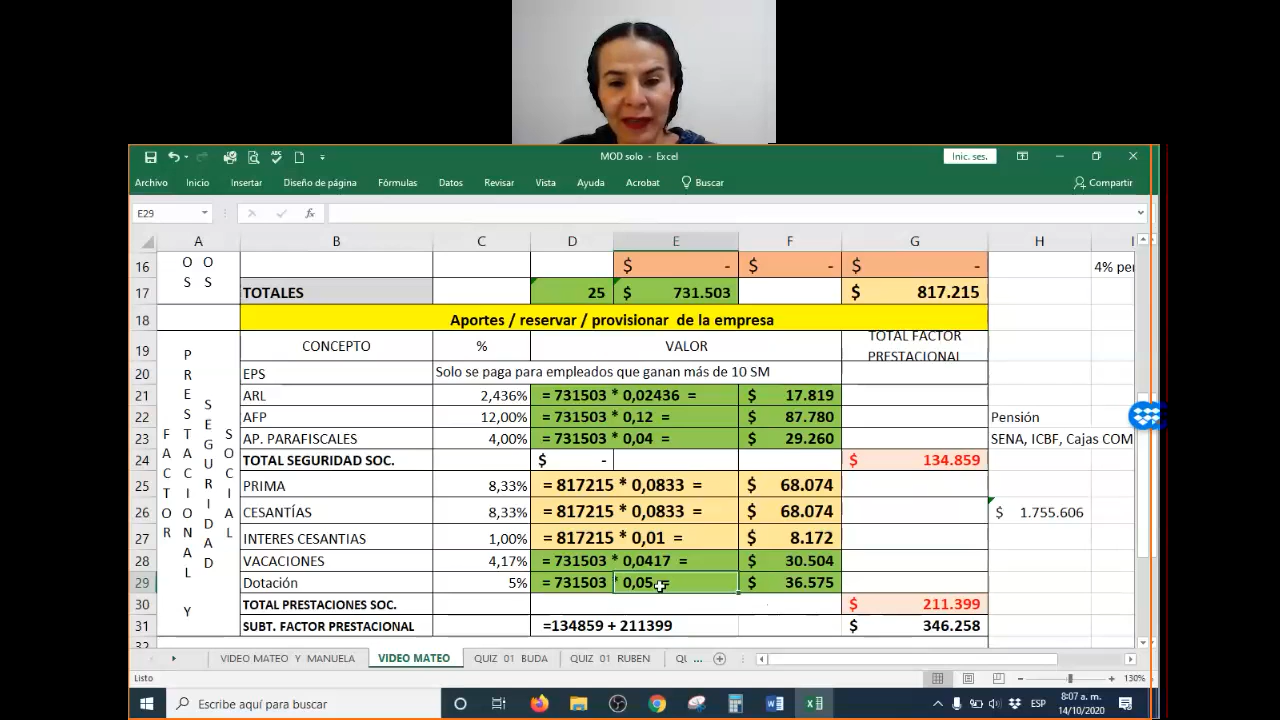 MOD solo - Excel
Inic. ses.
Archivo Inicio Insertar Diseño de página Fórmulas Datos Revisar Vista Ayuda Acrobat Buscar Compartir
E29 fx
A B C D E F G H I
16 O O S S $ - $ - $ - 4% per
17 TOTALES 25 $ 731.503 $ 817.215
18 Aportes / reservar / provisionar de la empresa
19 CONCEPTO % VALOR TOTAL FACTOR PRESTACIONAL
20 EPS Solo se paga para empleados que ganan más de 10 SM
21 ARL 2,436% = 731503 * 0,02436 = $ 17.819
22 AFP 12,00% = 731503 * 0,12 = $ 87.780 Pensión
23 AP. PARAFISCALES 4,00% = 731503 * 0,04 = $ 29.260 SENA, ICBF, Cajas COM
24 TOTAL SEGURIDAD SOC. $ - $ 134.859
25 PRIMA 8,33% = 817215 * 0,0833 = $ 68.074
26 CESANTÍAS 8,33% = 817215 * 0,0833 = $ 68.074 $ 1.755.606
27 INTERES CESANTIAS 1,00% = 817215 * 0,01 = $ 8.172
28 VACACIONES 4,17% = 731503 * 0,0417 = $ 30.504
29 Dotación 5% = 731503 * 0,05 = $ 36.575
30 TOTAL PRESTACIONES SOC. $ 211.399
31 SUBT. FACTOR PRESTACIONAL =134859 + 211399 $ 346.258
32
FACTOR PRESTACIONAL Y SEGURIDAD SOCIAL
VIDEO MATEO Y MANUELA VIDEO MATEO QUIZ 01 BUDA QUIZ 01 RUBEN QU ...
Listo 130%
Escribe aquí para buscar ESP 8:07 a. m.
14/10/2020